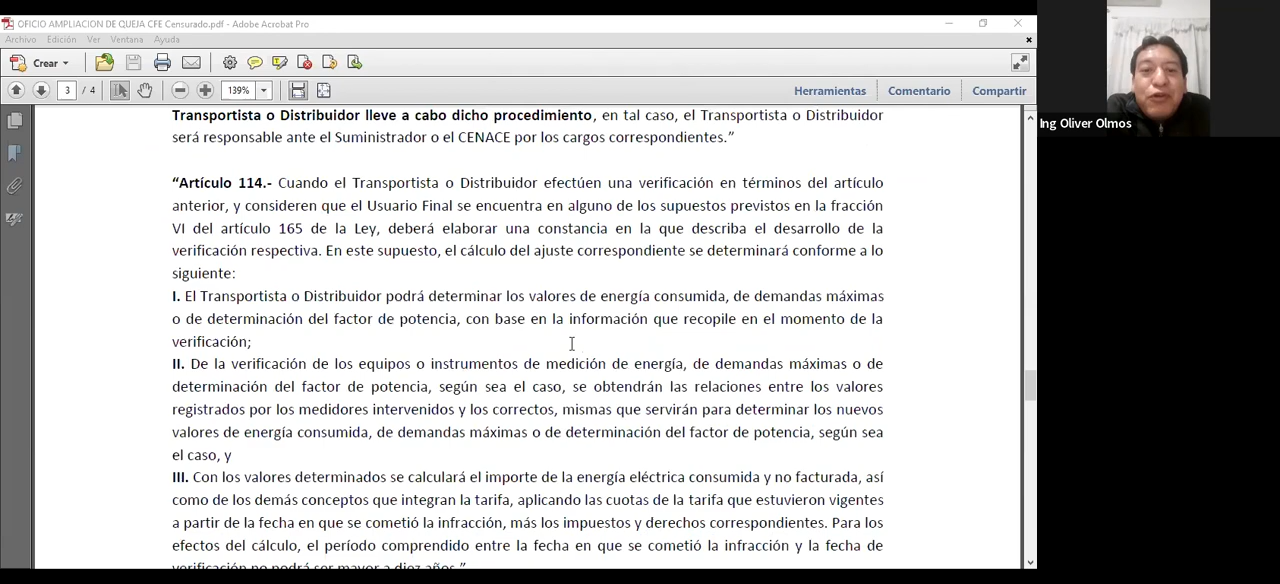 OFICIO AMPLIACION DE QUEJA CFE Censurado.pdf - Adobe Acrobat Pro
Archivo Edición Ver Ventana Ayuda
Crear
3 / 4 139% Herramientas Comentario Compartir
Transportista o Distribuidor lleve a cabo dicho procedimiento, en tal caso, el Transportista o Distribuidor
será responsable ante el Suministrador o el CENACE por los cargos correspondientes.”
“Artículo 114.- Cuando el Transportista o Distribuidor efectúen una verificación en términos del artículo
anterior, y consideren que el Usuario Final se encuentra en alguno de los supuestos previstos en la fracción
VI del artículo 165 de la Ley, deberá elaborar una constancia en la que describa el desarrollo de la
verificación respectiva. En este supuesto, el cálculo del ajuste correspondiente se determinará conforme a lo
siguiente:
I. El Transportista o Distribuidor podrá determinar los valores de energía consumida, de demandas máximas
o de determinación del factor de potencia, con base en la información que recopile en el momento de la
verificación;
II. De la verificación de los equipos o instrumentos de medición de energía, de demandas máximas o de
determinación del factor de potencia, según sea el caso, se obtendrán las relaciones entre los valores
registrados por los medidores intervenidos y los correctos, mismas que servirán para determinar los nuevos
valores de energía consumida, de demandas máximas o de determinación del factor de potencia, según sea
el caso, y
III. Con los valores determinados se calculará el importe de la energía eléctrica consumida y no facturada, así
como de los demás conceptos que integran la tarifa, aplicando las cuotas de la tarifa que estuvieron vigentes
a partir de la fecha en que se cometió la infracción, más los impuestos y derechos correspondientes. Para los
efectos del cálculo, el período comprendido entre la fecha en que se cometió la infracción y la fecha de
verificación no podrá ser mayor a diez años.”
Ing Oliver Olmos